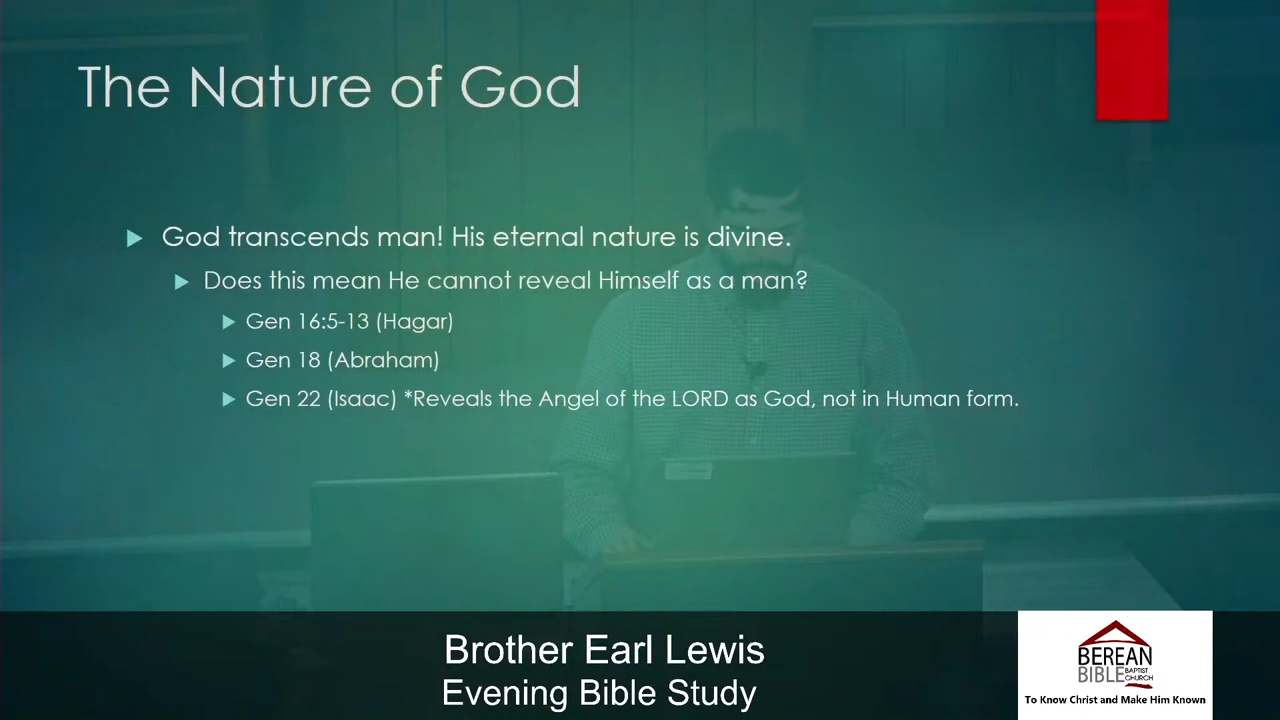 The Nature of God
God transcends man! His eternal nature is divine.
Does this mean He cannot reveal Himself as a man?
Gen 16:5-13 (Hagar)
Gen 18 (Abraham)
Gen 22 (Isaac) *Reveals the Angel of the LORD as God, not in Human form.
Brother Earl Lewis
Evening Bible Study
BEREAN
BIBLE BAPTIST CHURCH
To Know Christ and Make Him Known